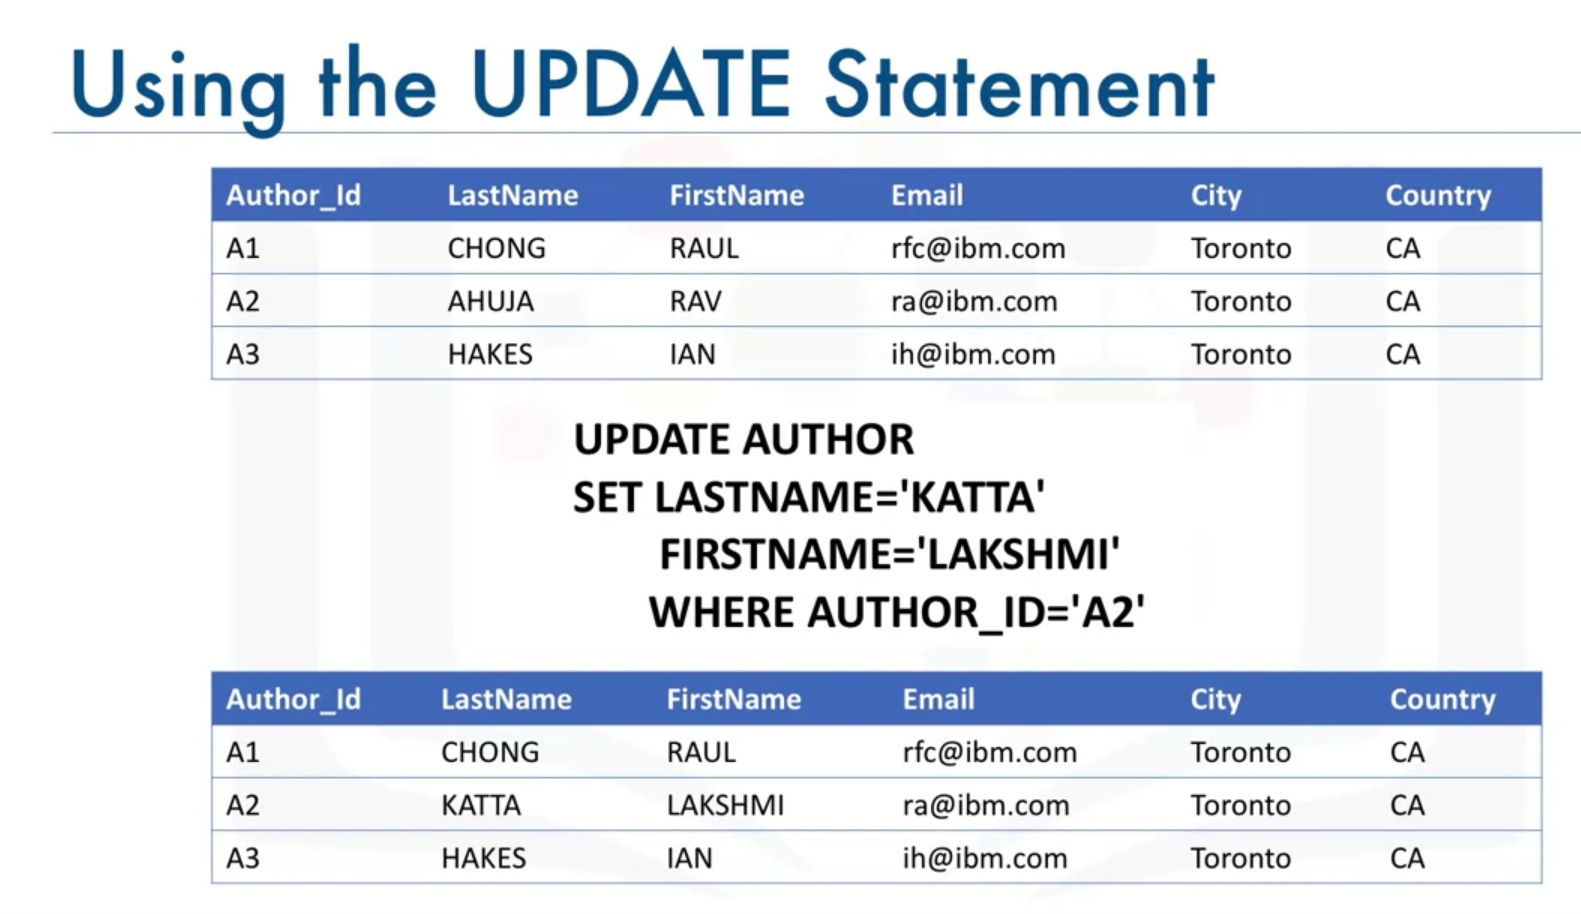 Using the UPDATE Statement
Author_Id LastName FirstName Email City Country
A1 CHONG RAUL rfc@ibm.com Toronto CA
A2 AHUJA RAV ra@ibm.com Toronto CA
A3 HAKES IAN ih@ibm.com Toronto CA
UPDATE AUTHOR
SET LASTNAME='KATTA'
FIRSTNAME='LAKSHMI'
WHERE AUTHOR_ID='A2'
Author_Id LastName FirstName Email City Country
A1 CHONG RAUL rfc@ibm.com Toronto CA
A2 KATTA LAKSHMI ra@ibm.com Toronto CA
A3 HAKES IAN ih@ibm.com Toronto CA